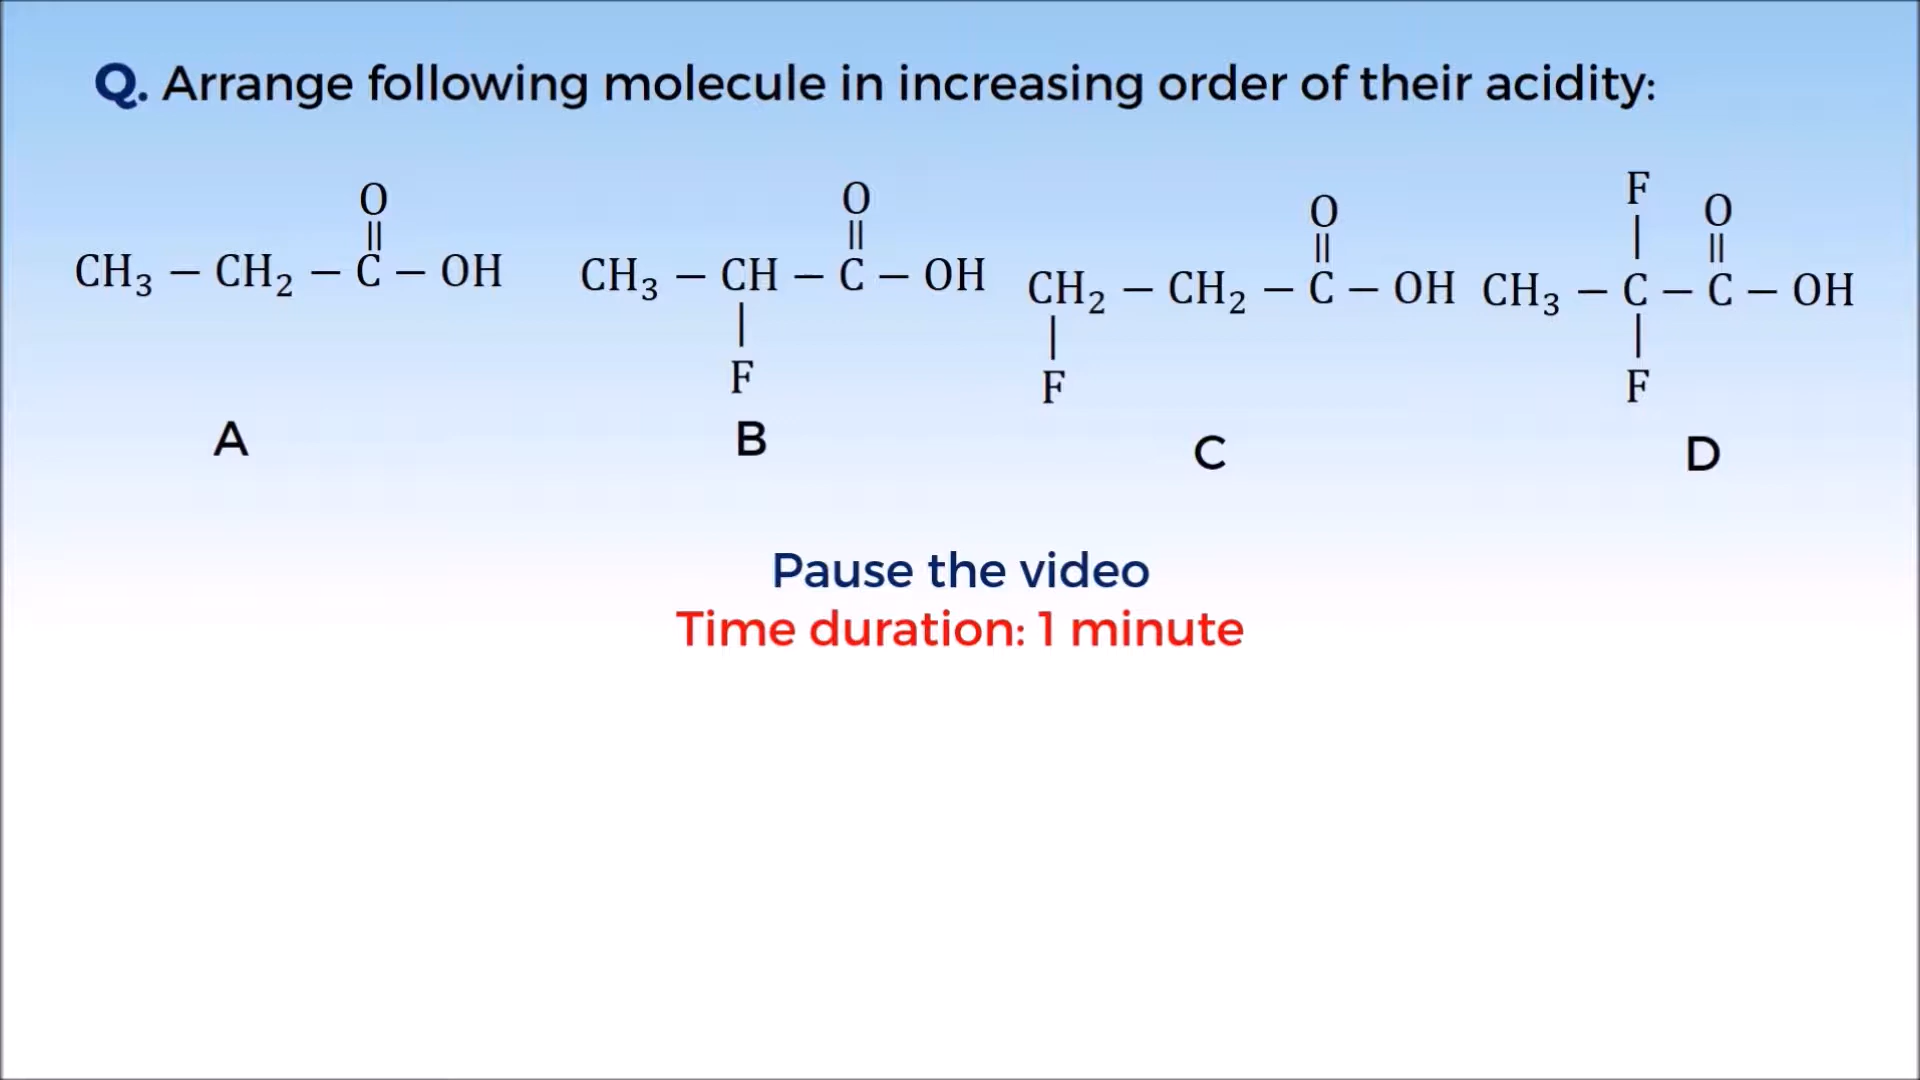 Q. Arrange following molecule in increasing order of their acidity:
O
||
CH₃ – CH₂ – C – OH
A
O
||
CH₃ – CH – C – OH
|
F
B
O
||
CH₂ – CH₂ – C – OH
|
F
C
F O
| ||
CH₃ – C – C – OH
|
F
D
Pause the video
Time duration: 1 minute